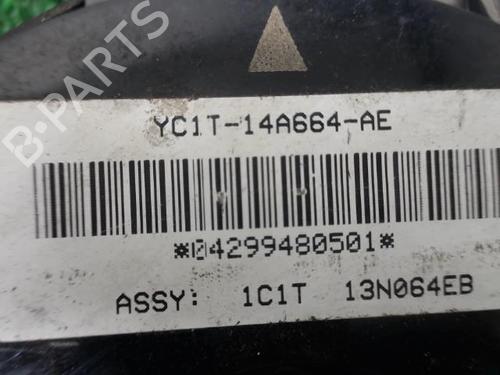 YC1T-14A664-AE
*04299480501*
ASSY: 1C1T 13N064EB
B-PARTS